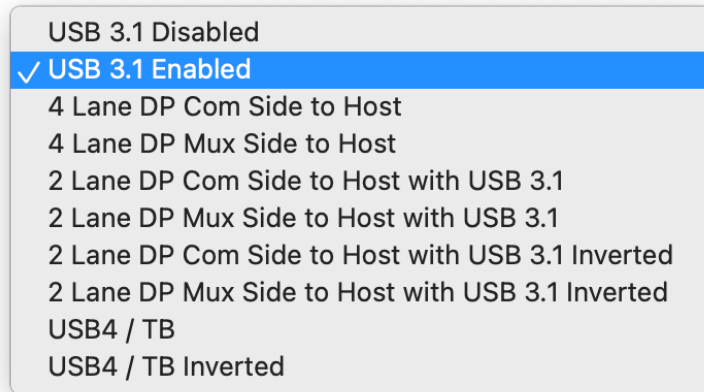 USB 3.1 Disabled
✓ USB 3.1 Enabled
4 Lane DP Com Side to Host
4 Lane DP Mux Side to Host
2 Lane DP Com Side to Host with USB 3.1
2 Lane DP Mux Side to Host with USB 3.1
2 Lane DP Com Side to Host with USB 3.1 Inverted
2 Lane DP Mux Side to Host with USB 3.1 Inverted
USB4 / TB
USB4 / TB Inverted